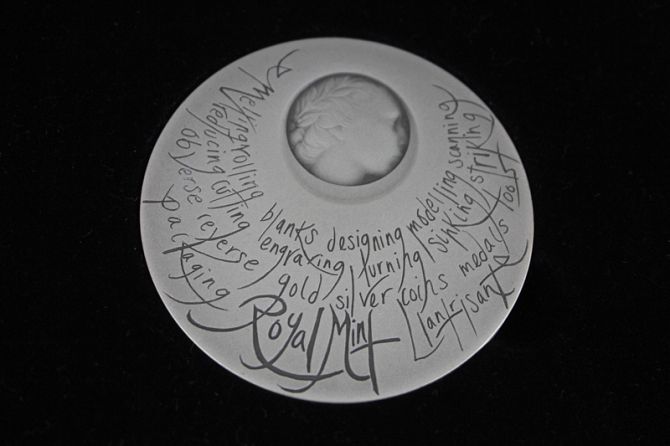 Melting rolling blanks designing modelling scanning
reducing cutting engraving turning sinking striking
obverse reverse gold silver coins medals tools
packaging Royal Mint Llantrisant